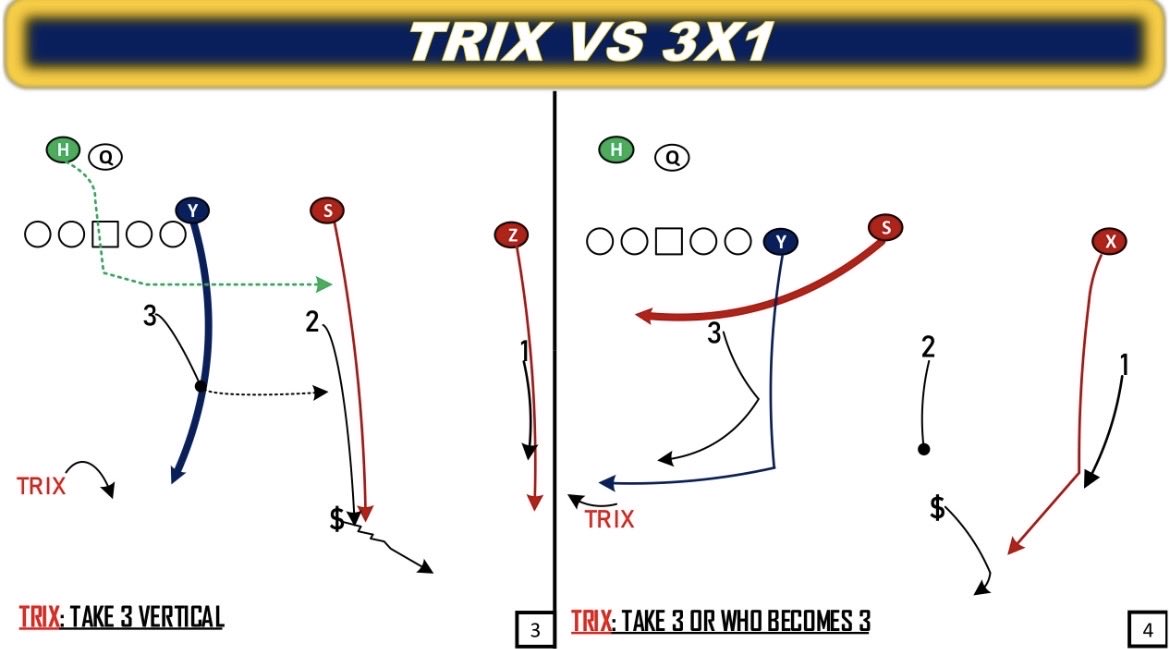 TRIX VS 3X1
H
Q
Y
S
Z
3
2
1
TRIX
$
TRIX: TAKE 3 VERTICAL
3
H
Q
Y
S
X
3
2
1
$
TRIX
TRIX: TAKE 3 OR WHO BECOMES 3
4